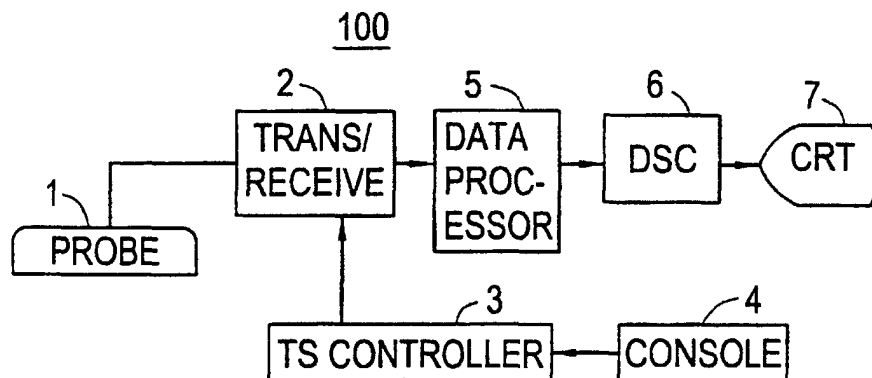 100
2
TRANS/
RECEIVE
5
DATA
PROC-
ESSOR
6
DSC
7
CRT
1
PROBE
3
TS CONTROLLER
4
CONSOLE